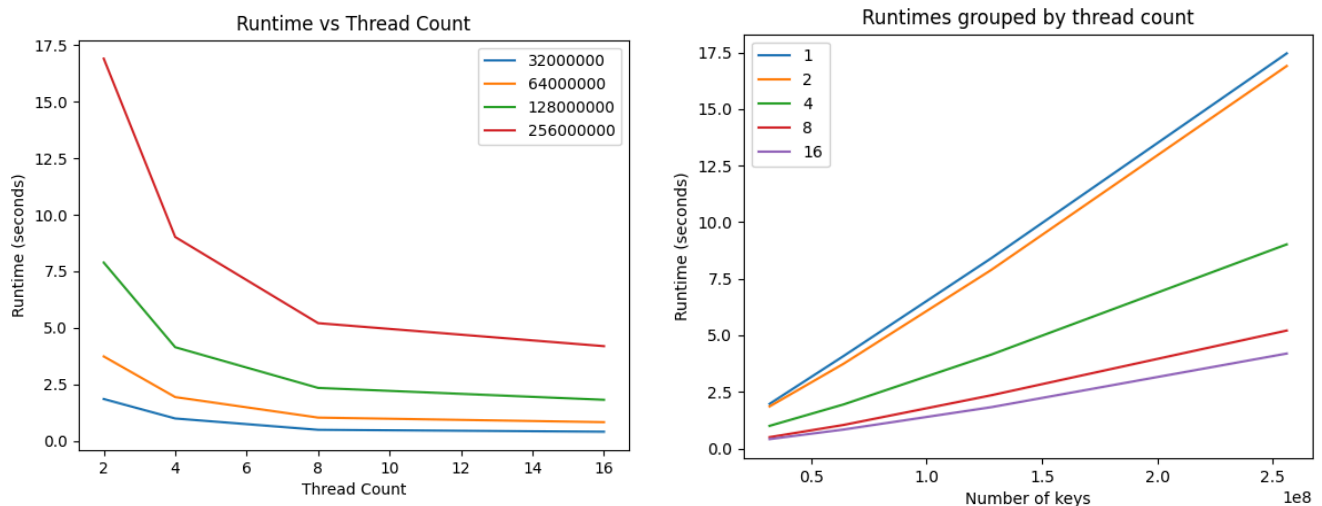 Runtime vs Thread Count
17.5
15.0
12.5
10.0
7.5
5.0
2.5
0.0
Runtime (seconds)
32000000
64000000
128000000
256000000
2 4 6 8 10 12 14 16
Thread Count
Runtimes grouped by thread count
17.5
15.0
12.5
10.0
7.5
5.0
2.5
0.0
Runtime (seconds)
1
2
4
8
16
0.5 1.0 1.5 2.0 2.5
1e8
Number of keys